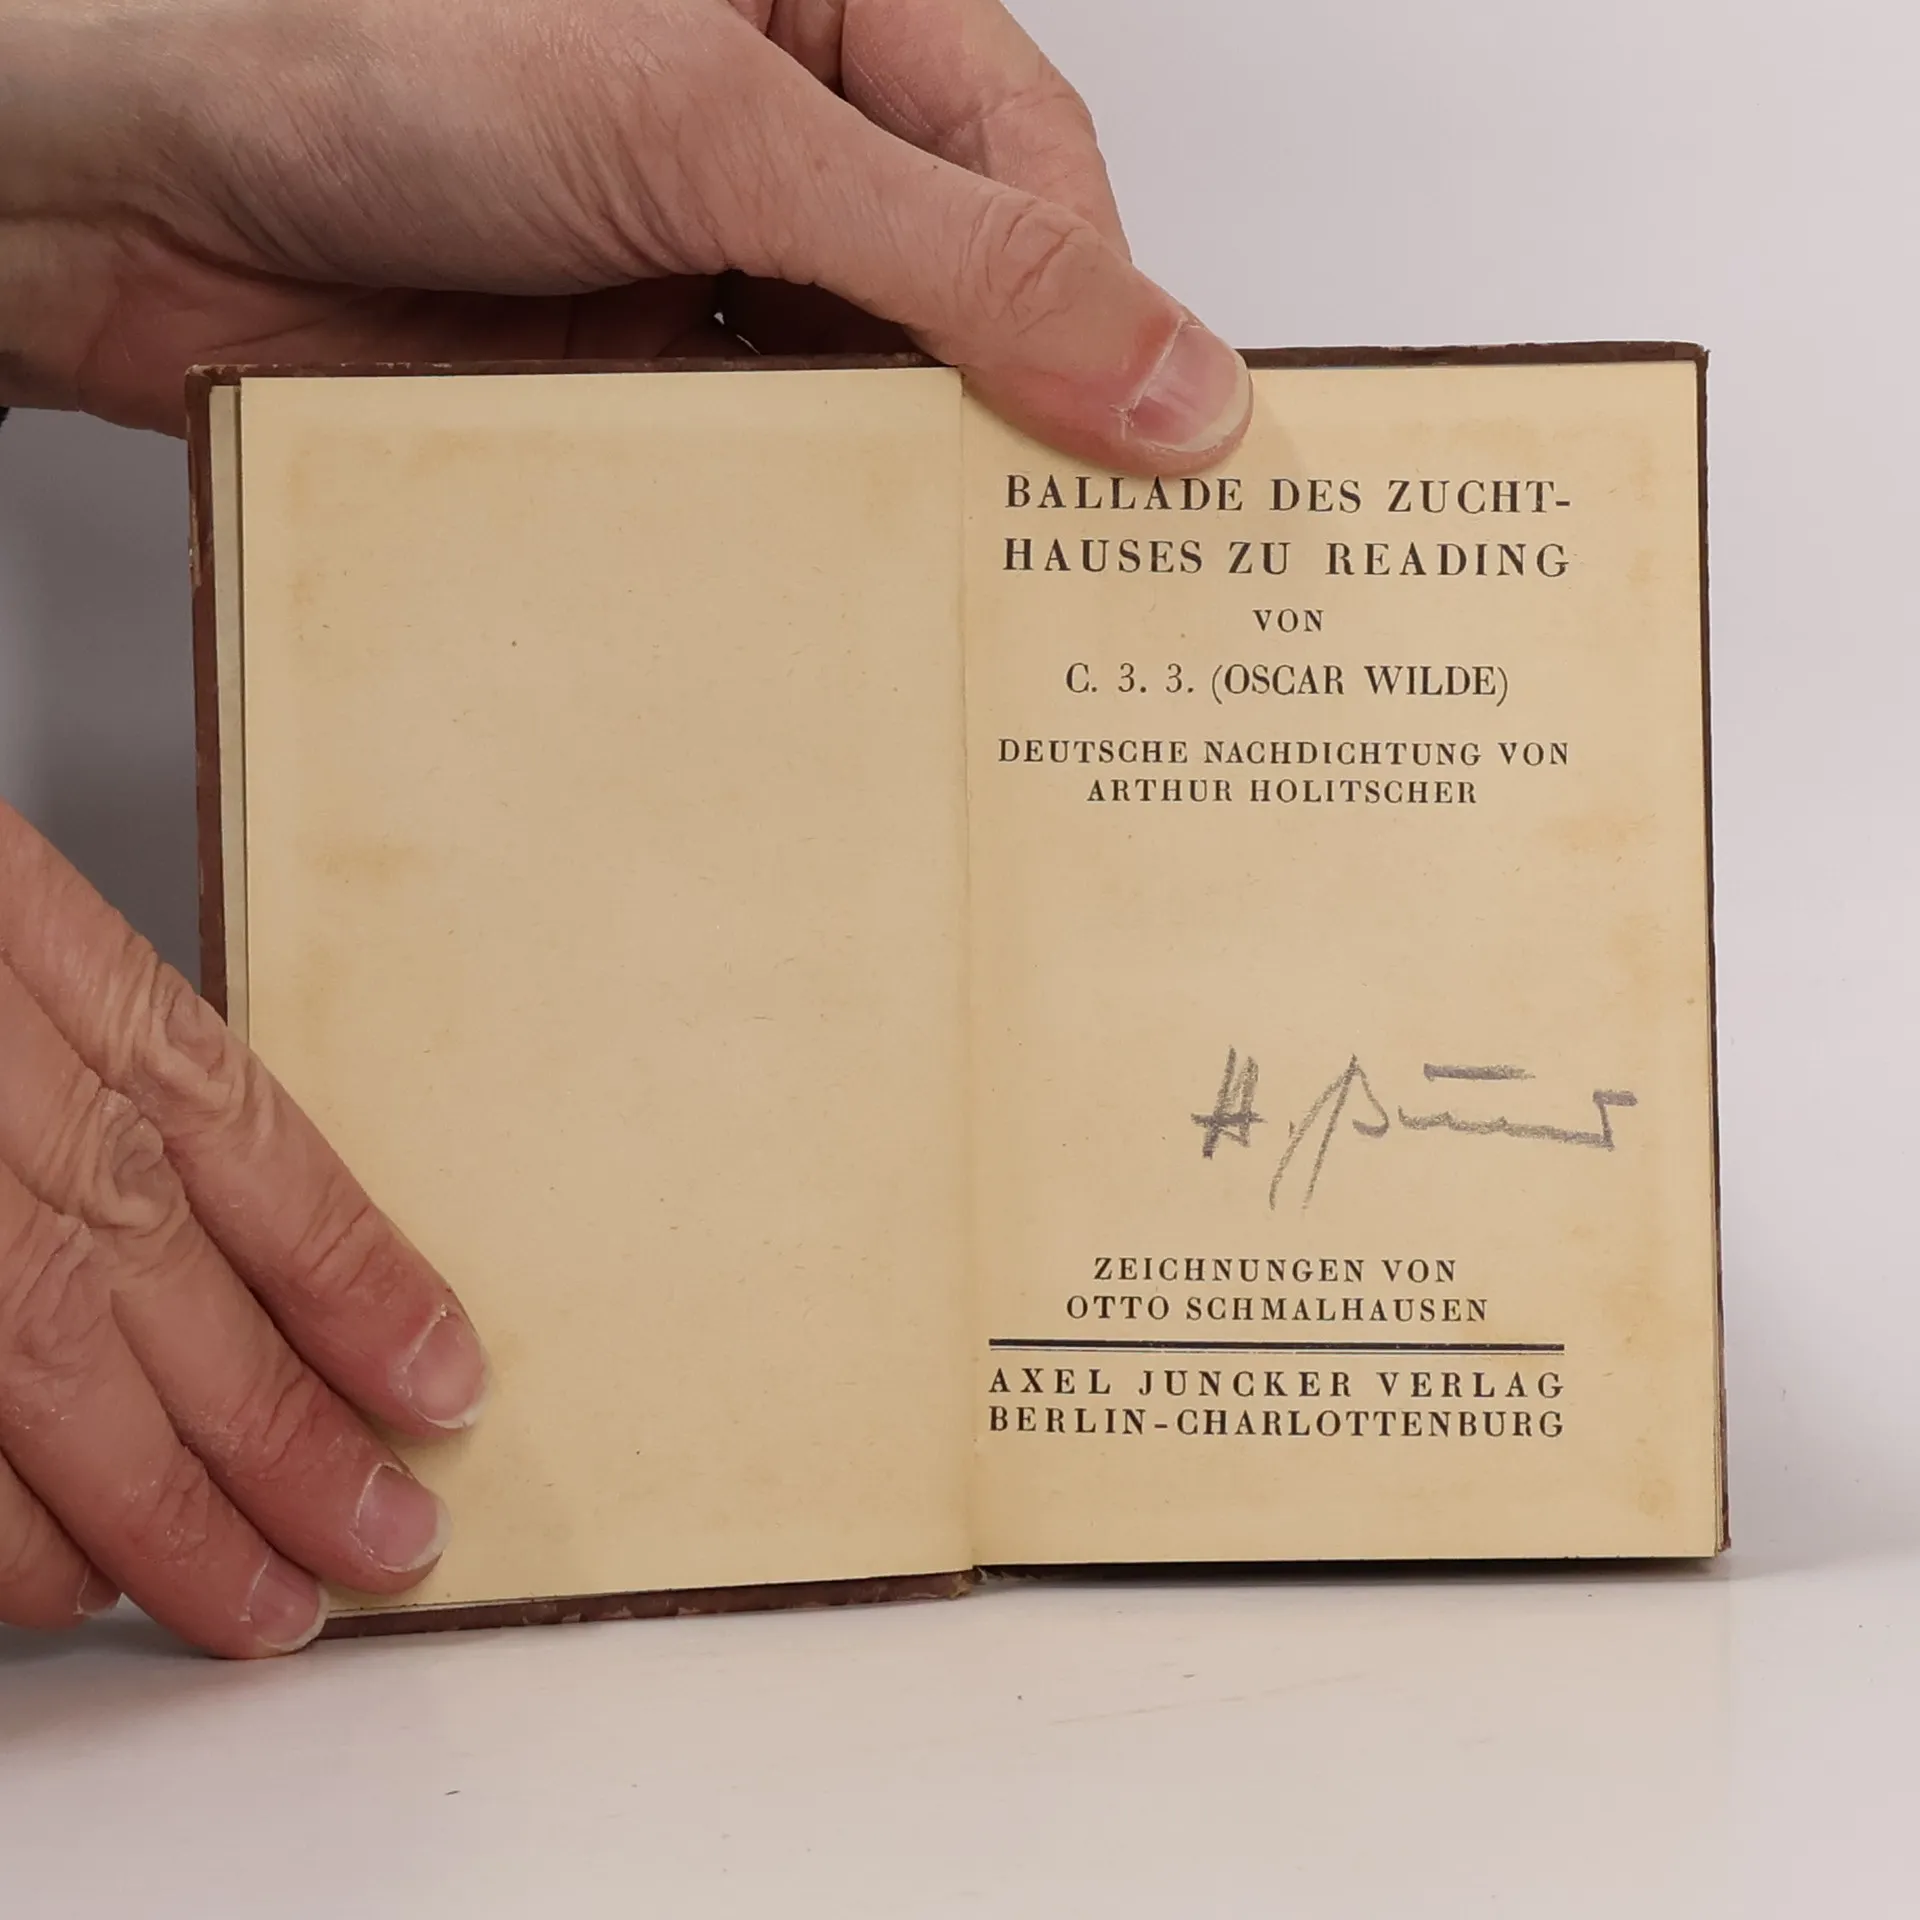 BALLADE DES ZUCHT-
HAUSES ZU READING
VON
C. 3. 3. (OSCAR WILDE)
DEUTSCHE NACHDICHTUNG VON
ARTHUR HOLITSCHER
ZEICHNUNGEN VON
OTTO SCHMALHAUSEN
AXEL JUNCKER VERLAG
BERLIN-CHARLOTTENBURG